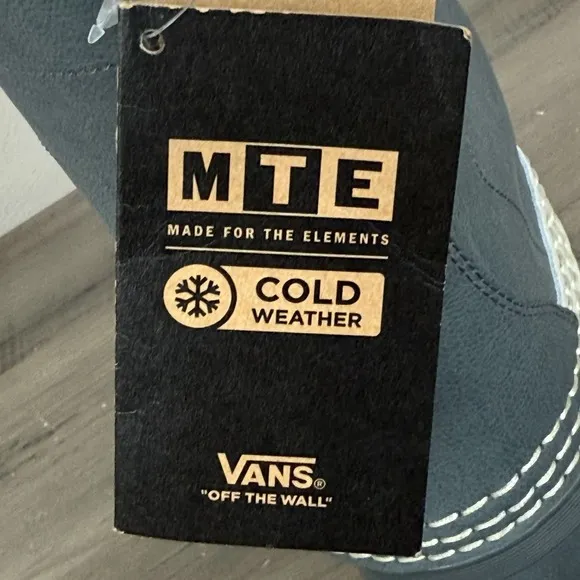 MTE
MADE FOR THE ELEMENTS
COLD
WEATHER
VANS®
"OFF THE WALL"